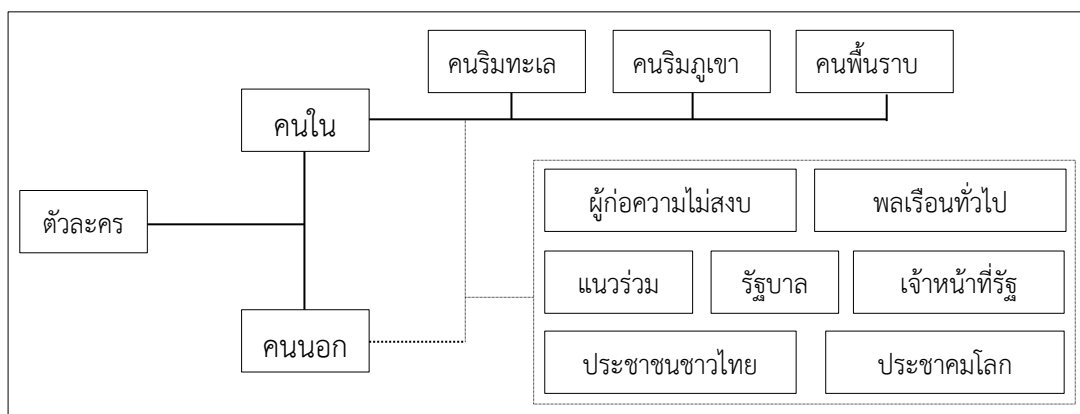 คนริมทะเล คนริมภูเขา คนพื้นราบ
คนใน
ผู้ก่อความไม่สงบ พลเรือนทั่วไป
ตัวละคร
แนวร่วม รัฐบาล เจ้าหน้าที่รัฐ
คนนอก
ประชาชนชาวไทย ประชาคมโลก